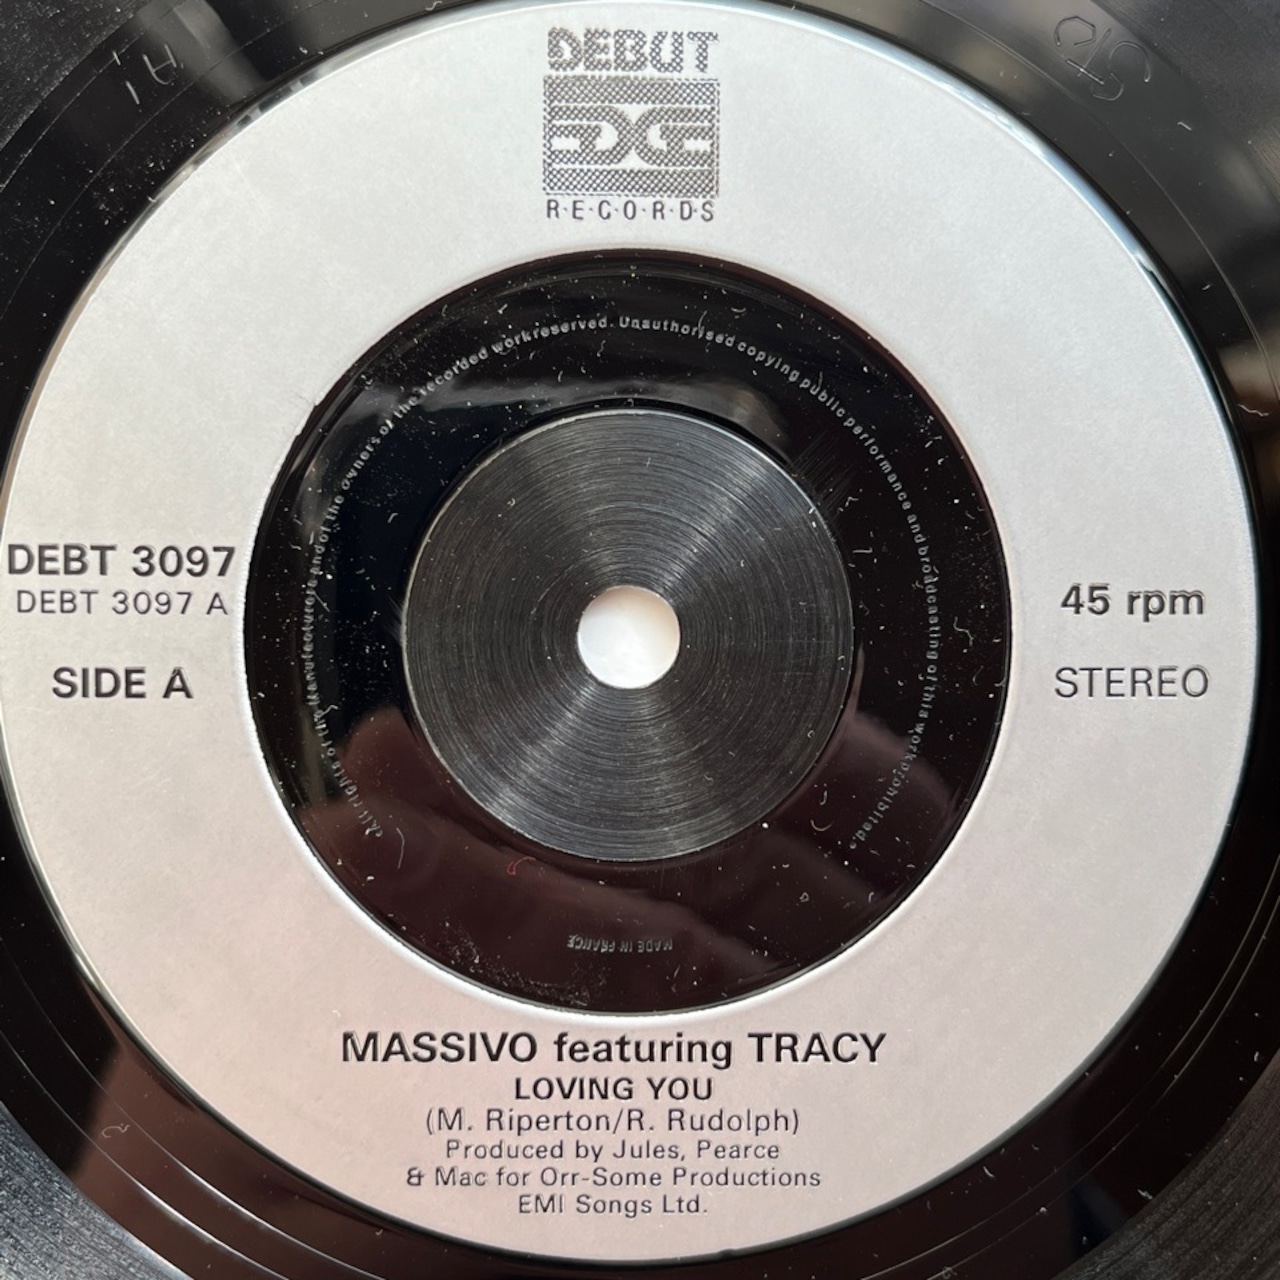 DEBUT
R·E·C·O·R·D·S
All rights of the manufacturers and of the owners of the recorded work reserved. Unauthorised copying public performance and broadcasting of this work prohibited.
DEBT 3097
DEBT 3097 A
SIDE A
45 rpm
STEREO
MADE IN FRANCE
MASSIVO featuring TRACY
LOVING YOU
(M. Riperton/R. Rudolph)
Produced by Jules, Pearce
& Mac for Orr-Some Productions
EMI Songs Ltd.